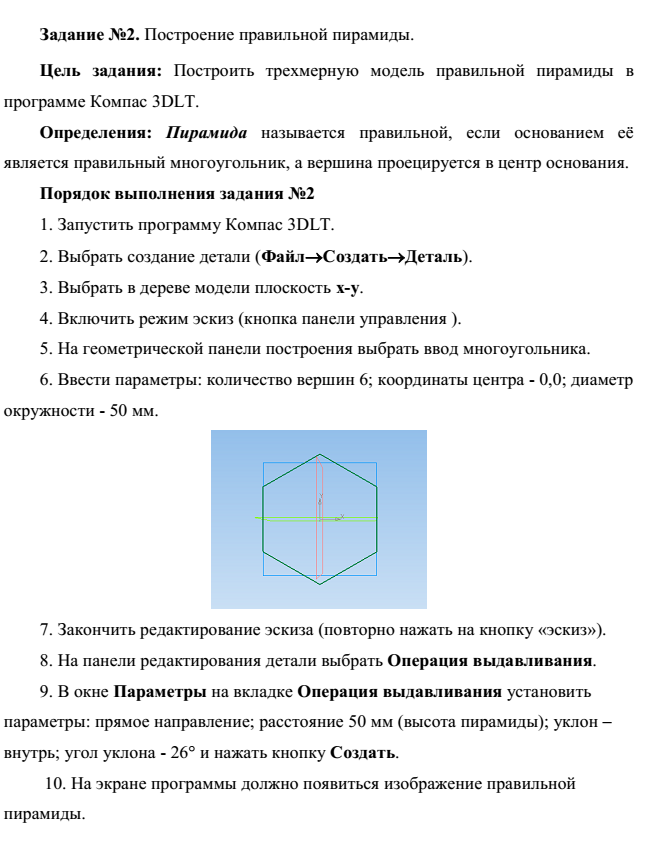 Задание №2. Построение правильной пирамиды.
Цель задания: Построить трехмерную модель правильной пирамиды в
программе Компас 3DLT.
Определения: Пирамида называется правильной, если основанием её
является правильный многоугольник, а вершина проецируется в центр основания.
Порядок выполнения задания №2
1. Запустить программу Компас 3DLT.
2. Выбрать создание детали (Файл→Создать→Деталь).
3. Выбрать в дереве модели плоскость х-у.
4. Включить режим эскиз (кнопка панели управления ).
5. На геометрической панели построения выбрать ввод многоугольника.
6. Ввести параметры: количество вершин 6; координаты центра - 0,0; диаметр
окружности - 50 мм.
Y
X
7. Закончить редактирование эскиза (повторно нажать на кнопку «эскиз»).
8. На панели редактирования детали выбрать Операция выдавливания.
9. В окне Параметры на вкладке Операция выдавливания установить
параметры: прямое направление; расстояние 50 мм (высота пирамиды); уклон –
внутрь; угол уклона - 26° и нажать кнопку Создать.
10. На экране программы должно появиться изображение правильной
пирамиды.